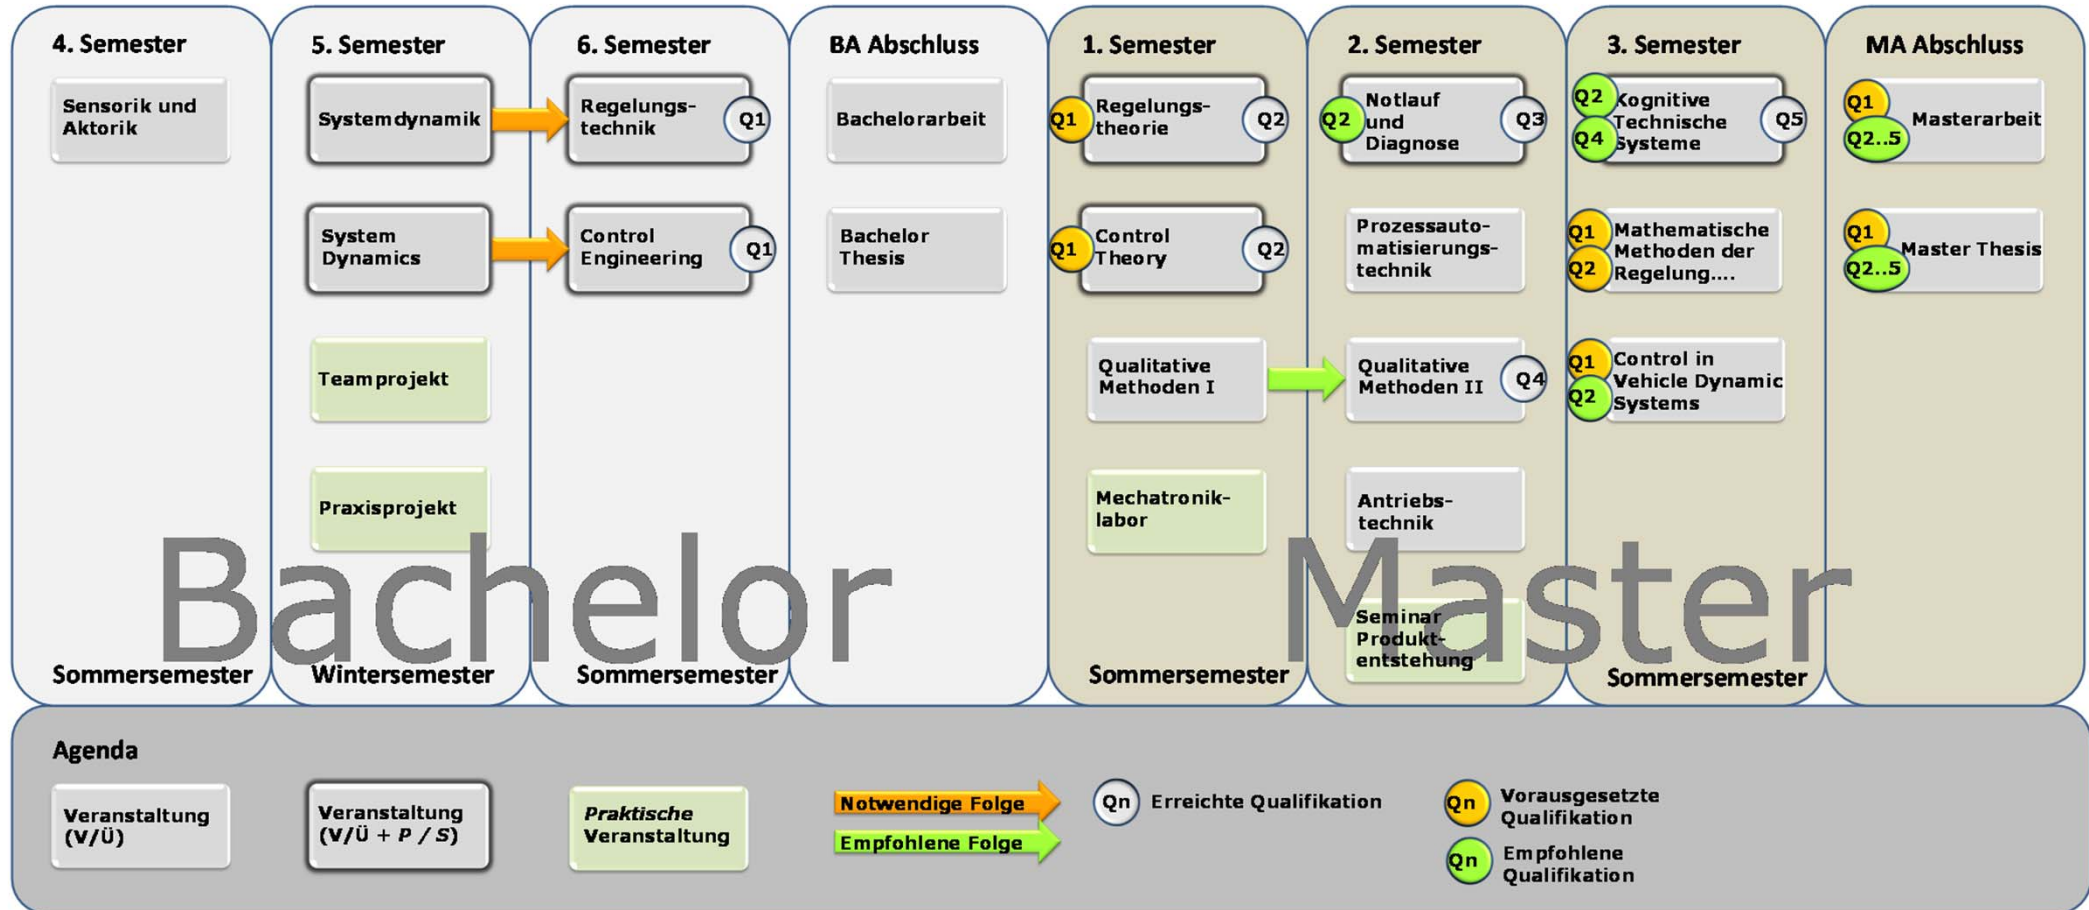 4. Semester
Sensorik und
Aktorik
Sommersemester
5. Semester
Systemdynamik
System
Dynamics
Teamprojekt
Praxisprojekt
Wintersemester
6. Semester
Regelungs-
technik
Q1
Control
Engineering
Q1
Sommersemester
BA Abschluss
Bachelorarbeit
Bachelor
Thesis
Bachelor
1. Semester
Q1
Regelungs-
theorie
Q2
Q1
Control
Theory
Q2
Qualitative
Methoden I
Mechatronik-
labor
Sommersemester
2. Semester
Q2
Notlauf
und
Diagnose
Q3
Prozessauto-
matisierungs-
technik
Qualitative
Methoden II
Q4
Antriebs-
technik
Seminar
Produkt-
entstehung
3. Semester
Q2
Q4
Kognitive
Technische
Systeme
Q5
Q1
Q2
Mathematische
Methoden der
Regelung....
Q1
Q2
Control in
Vehicle Dynamic
Systems
Sommersemester
MA Abschluss
Q1
Q2..5
Masterarbeit
Q1
Q2..5
Master Thesis
Master
Agenda
Veranstaltung
(V/Ü)
Veranstaltung
(V/Ü + P / S)
Praktische
Veranstaltung
Notwendige Folge
Empfohlene Folge
Qn
Erreichte Qualifikation
Qn
Vorausgesetzte
Qualifikation
Qn
Empfohlene
Qualifikation